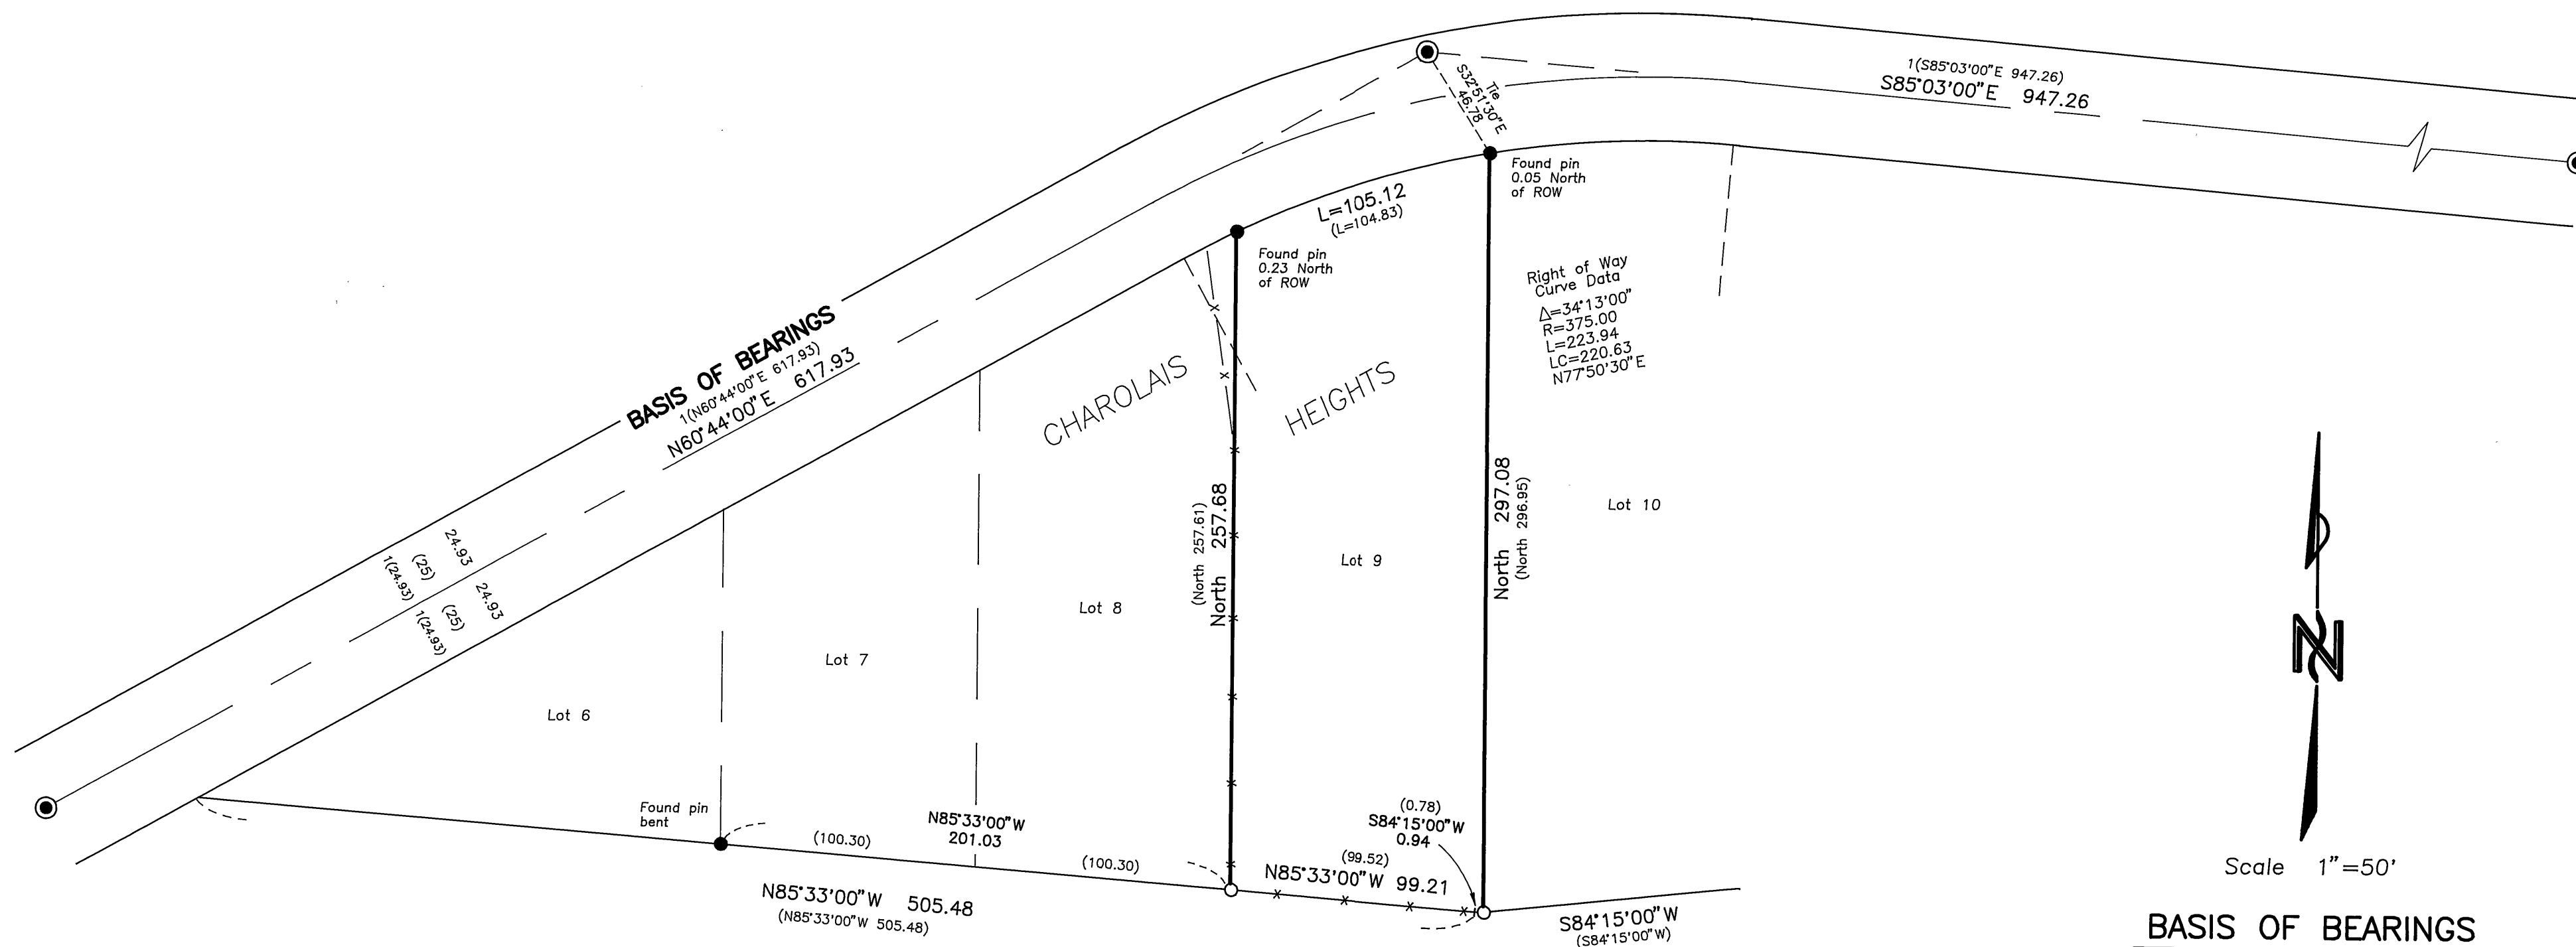 1(S85°03'00"E 947.26)
S85°03'00"E 947.26
Tie
S32°51'30"E
46.78
Found pin
0.05 North
of ROW
L=105.12
(L=104.83)
Found pin
0.23 North
of ROW
Right of Way
Curve Data
Δ=34°13'00"
R=375.00
L=223.94
LC=220.63
N77°50'30"E
BASIS OF BEARINGS
1(N60°44'00"E 617.93)
N60°44'00"E 617.93
CHAROLAIS HEIGHTS
24.93
(25)
1(24.93)
24.93
(25)
1(24.93)
(North 257.61)
North 257.68
North 297.08
(North 296.95)
Lot 10
Lot 9
Lot 8
Lot 7
Lot 6
Found pin
bent
(100.30)
N85°33'00"W
201.03
(100.30)
(0.78)
S84°15'00"W
0.94
(99.52)
N85°33'00"W 99.21
N85°33'00"W 505.48
(N85°33'00"W 505.48)
S84°15'00"W
(S84°15'00"W)
N
Scale 1"=50'
BASIS OF BEARINGS